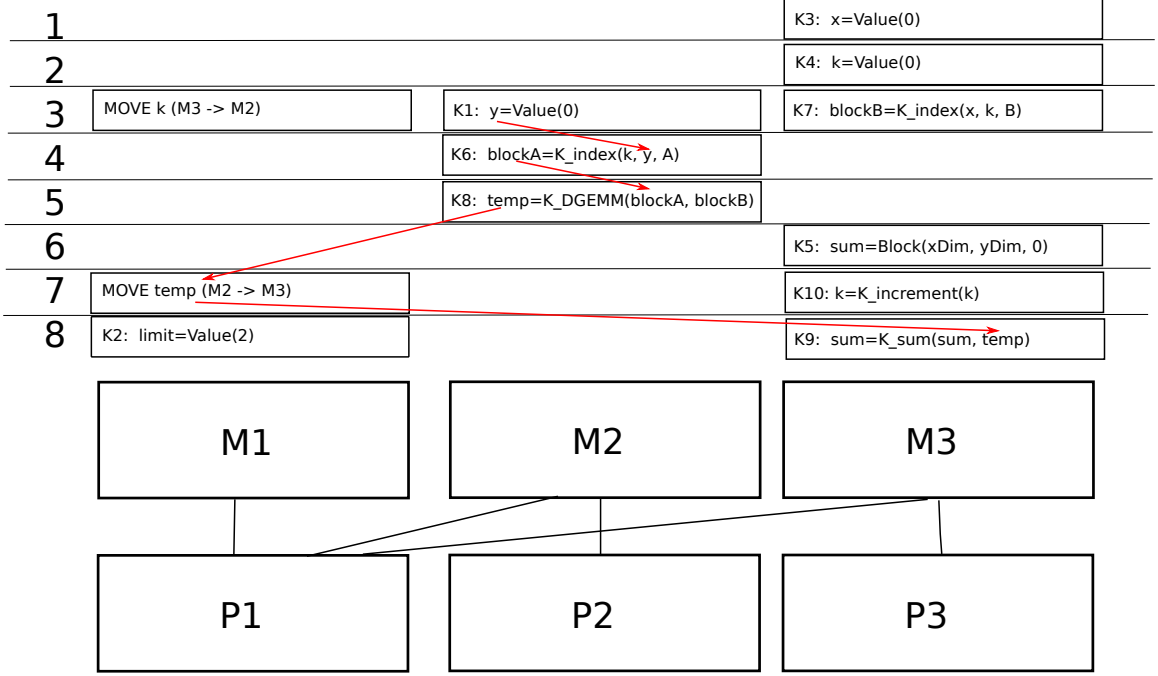 1
K3: x=Value(0)
2
K4: k=Value(0)
3
MOVE k (M3 -> M2)
K1: y=Value(0)
K7: blockB=K_index(x, k, B)
4
K6: blockA=K_index(k, y, A)
5
K8: temp=K_DGEMM(blockA, blockB)
6
K5: sum=Block(xDim, yDim, 0)
7
MOVE temp (M2 -> M3)
K10: k=K_increment(k)
8
K2: limit=Value(2)
K9: sum=K_sum(sum, temp)
M1
M2
M3
P1
P2
P3